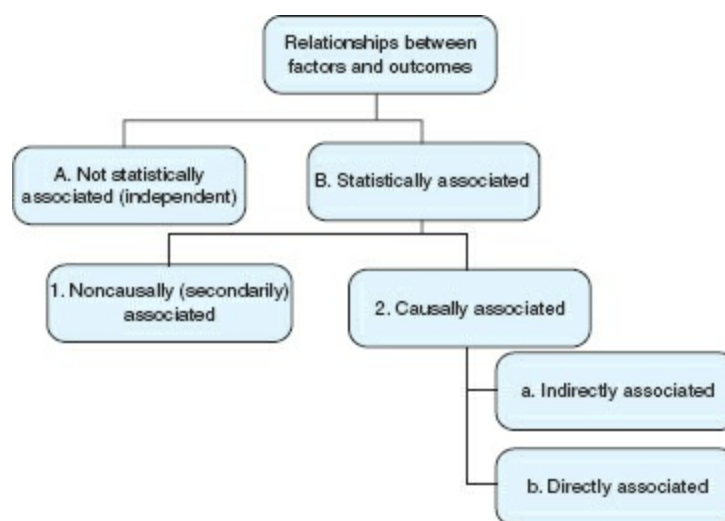 Relationships between
factors and outcomes
A. Not statistically
associated (independent)
B. Statistically associated
1. Noncausally (secondarily)
associated
2. Causally associated
a. Indirectly associated
b. Directly associated